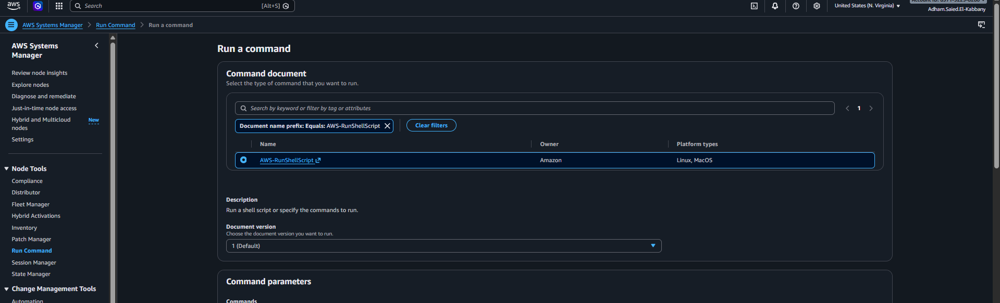 aws
Search
[Alt+S]
United States (N. Virginia)
Adham.Saied.El-Kabbany
AWS Systems Manager
Run Command
Run a command
AWS Systems
Manager
Review node insights
Explore nodes
Diagnose and remediate
Just-in-time node access
Hybrid and Multicloud
nodes
New
Settings
Node Tools
Compliance
Distributor
Fleet Manager
Hybrid Activations
Inventory
Patch Manager
Run Command
Session Manager
State Manager
Change Management Tools
Automation
Run a command
Command document
Select the type of command that you want to run.
Search by keyword or filter by tag or attributes
1
Document name prefix: Equals: AWS-RunShellScript
Clear filters
Name
Owner
Platform types
AWS-RunShellScript
Amazon
Linux, MacOS
Description
Run a shell script or specify the commands to run.
Document version
Choose the document version you want to run.
1 (Default)
Command parameters
Commands